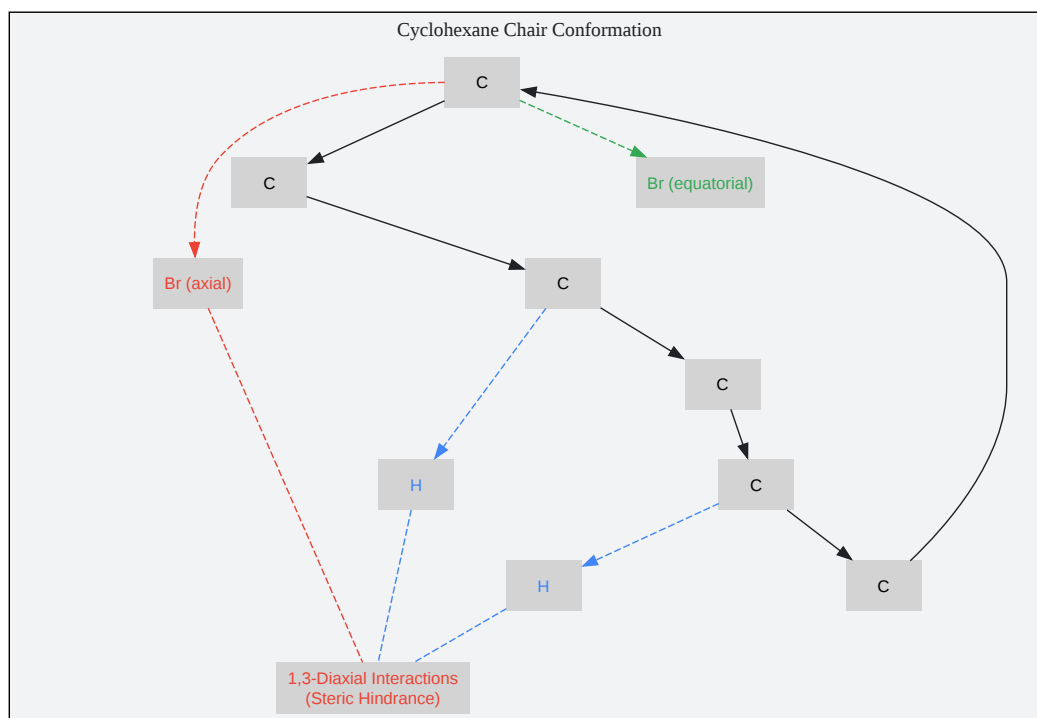 Cyclohexane Chair Conformation
C
C
Br (equatorial)
Br (axial)
C
C
H
C
H
C
1,3-Diaxial Interactions
(Steric Hindrance)